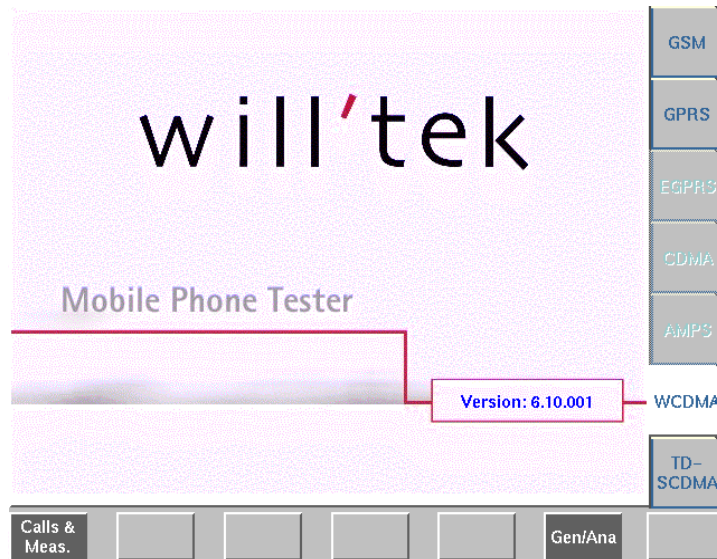 will'tek
Mobile Phone Tester
Version: 6.10.001
GSM
GPRS
EGPRS
CDMA
AMPS
WCDMA
TD-
SCDMA
Calls &
Meas.
Gen/Ana